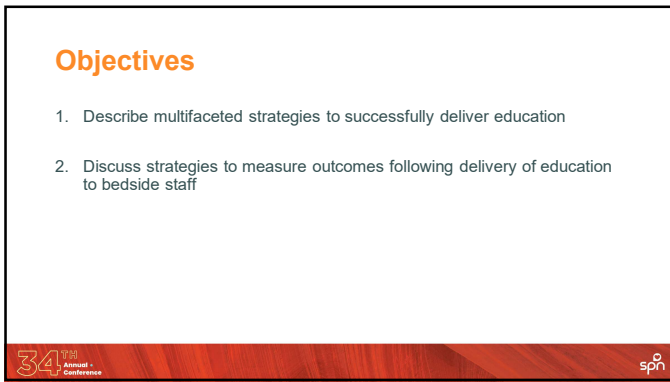 Objectives
1. Describe multifaceted strategies to successfully deliver education
2. Discuss strategies to measure outcomes following delivery of education
to bedside staff
34TH
Annual
Conference
spn